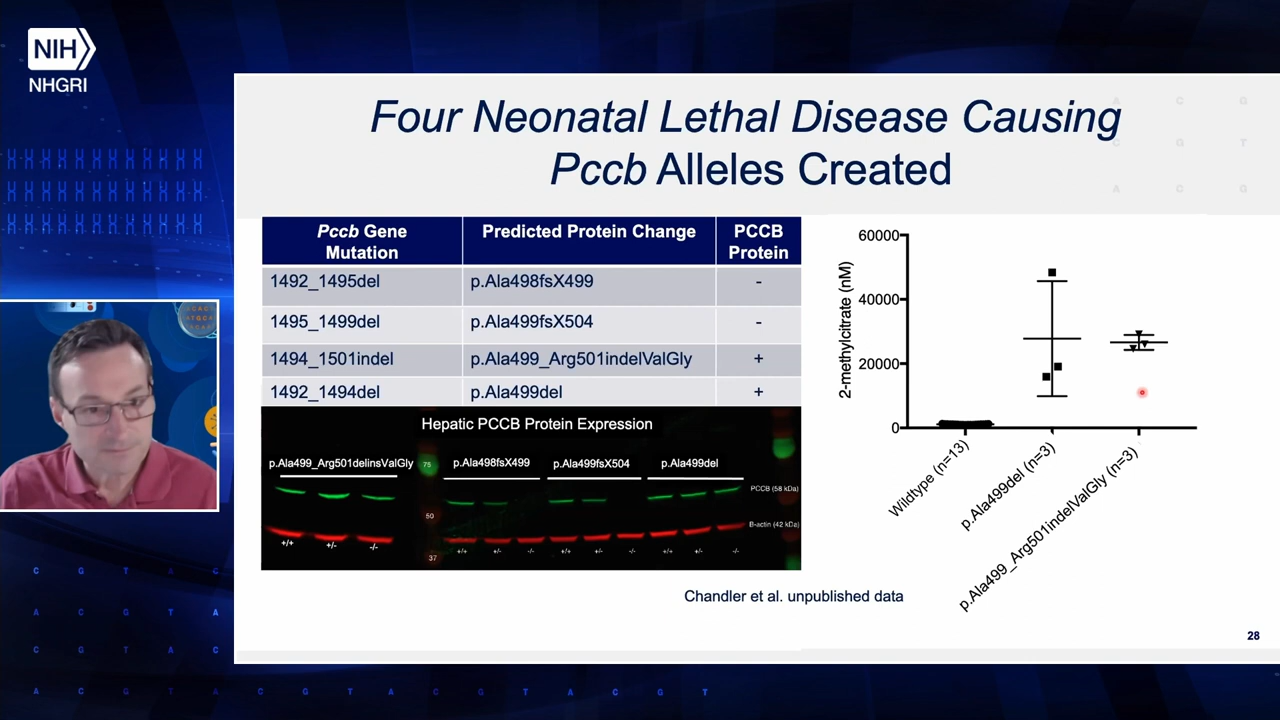 NIH
NHGRI
Four Neonatal Lethal Disease Causing
Pccb Alleles Created
Pccb Gene Mutation Predicted Protein Change PCCB Protein
1492_1495del p.Ala498fsX499 -
1495_1499del p.Ala499fsX504 -
1494_1501indel p.Ala499_Arg501indelValGly +
1492_1494del p.Ala499del +
Hepatic PCCB Protein Expression
p.Ala499_Arg501delinsValGly 75 p.Ala498fsX499 p.Ala499fsX504 p.Ala499del
PCCB (58 kDa)
50
B-actin (42 kDa)
+/+ +/- -/- 37 +/+ +/- -/- +/+ +/- -/- +/+ +/- -/-
2-methylcitrate (nM)
60000
40000
20000
0
Wildtype (n=13)
p.Ala499del (n=3)
p.Ala499_Arg501indelValGly (n=3)
Chandler et al. unpublished data
28
C G T A C
A C G T A
C G T A C
A C G T A C G T A C G T A C G T